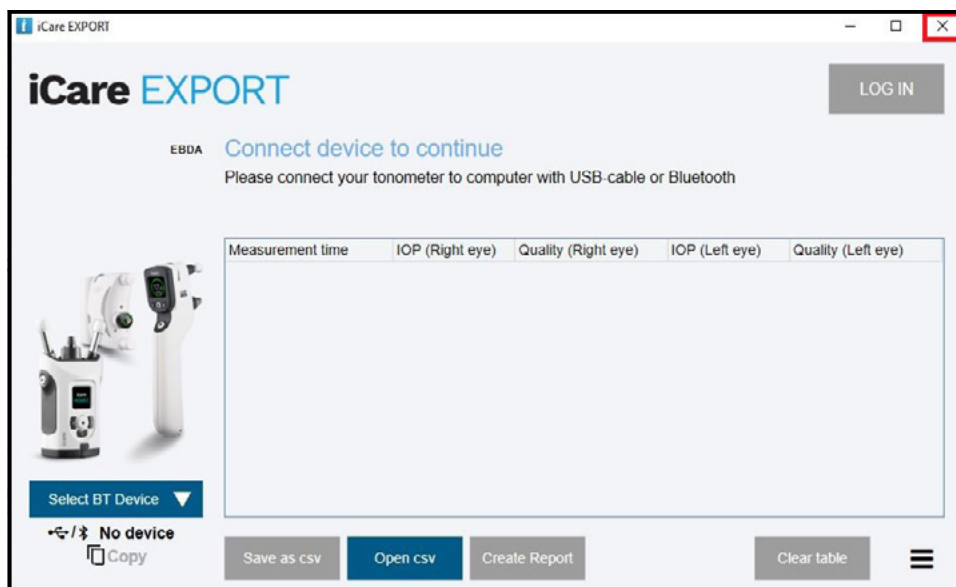 iCare EXPORT
iCare EXPORT
LOG IN
EBDA
Connect device to continue
Please connect your tonometer to computer with USB-cable or Bluetooth
Measurement time IOP (Right eye) Quality (Right eye) IOP (Left eye) Quality (Left eye)
Select BT Device
/ No device
Copy
Save as csv Open csv Create Report Clear table